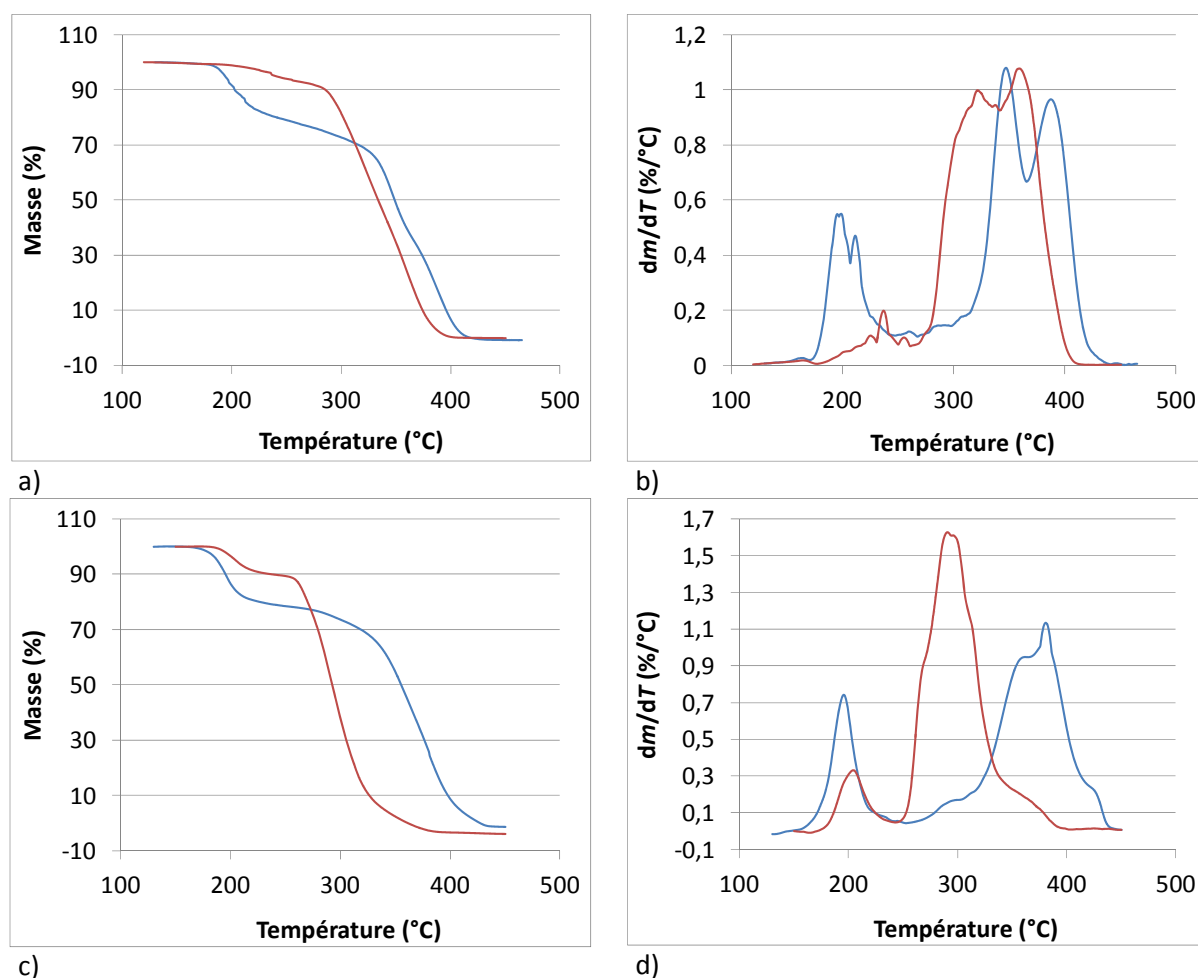 110
90
70
50
30
10
-10
Masse (%)
100 200 300 400 500
Température (°C)
a)
1,2
1
0,8
0,6
0,4
0,2
0
dm/dT (%/°C)
100 200 300 400 500
Température (°C)
b)
110
90
70
50
30
10
-10
Masse (%)
100 200 300 400 500
Température (°C)
c)
1,7
1,5
1,3
1,1
0,9
0,7
0,5
0,3
0,1
-0,1
dm/dT (%/°C)
100 200 300 400 500
Température (°C)
d)